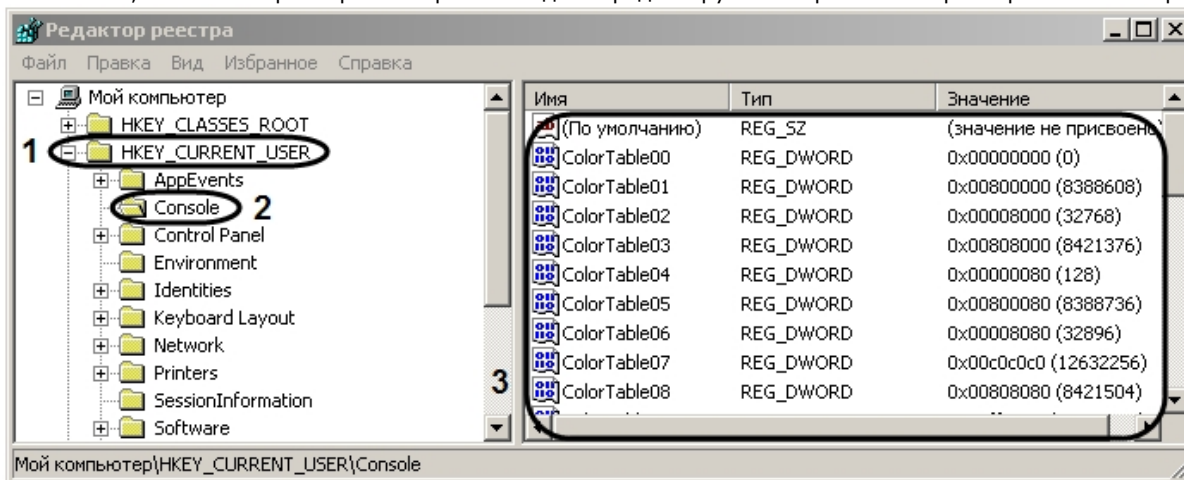 Редактор реестра
Файл Правка Вид Избранное Справка
Мой компьютер
HKEY_CLASSES_ROOT
1 HKEY_CURRENT_USER
AppEvents
Console 2
Control Panel
Environment
Identities
Keyboard Layout
Network
Printers
SessionInformation
Software
3
Имя Тип Значение
(По умолчанию) REG_SZ (значение не присвоено)
ColorTable00 REG_DWORD 0x00000000 (0)
ColorTable01 REG_DWORD 0x00800000 (8388608)
ColorTable02 REG_DWORD 0x00008000 (32768)
ColorTable03 REG_DWORD 0x00808000 (8421376)
ColorTable04 REG_DWORD 0x00000080 (128)
ColorTable05 REG_DWORD 0x00800080 (8388736)
ColorTable06 REG_DWORD 0x00008080 (32896)
ColorTable07 REG_DWORD 0x00c0c0c0 (12632256)
ColorTable08 REG_DWORD 0x00808080 (8421504)
Мой компьютер\HKEY_CURRENT_USER\Console